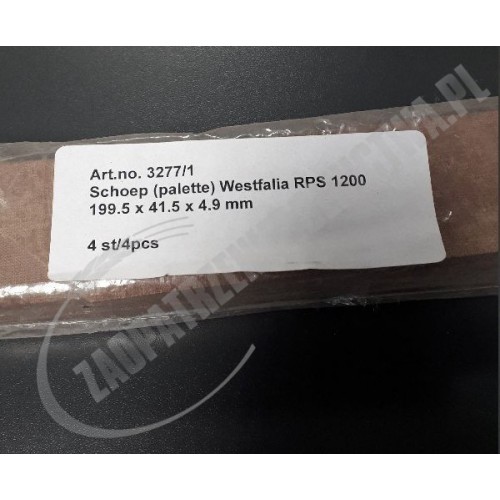 Art.no. 3277/1
Schoep (palette) Westfalia RPS 1200
199.5 x 41.5 x 4.9 mm
4 st/4pcs